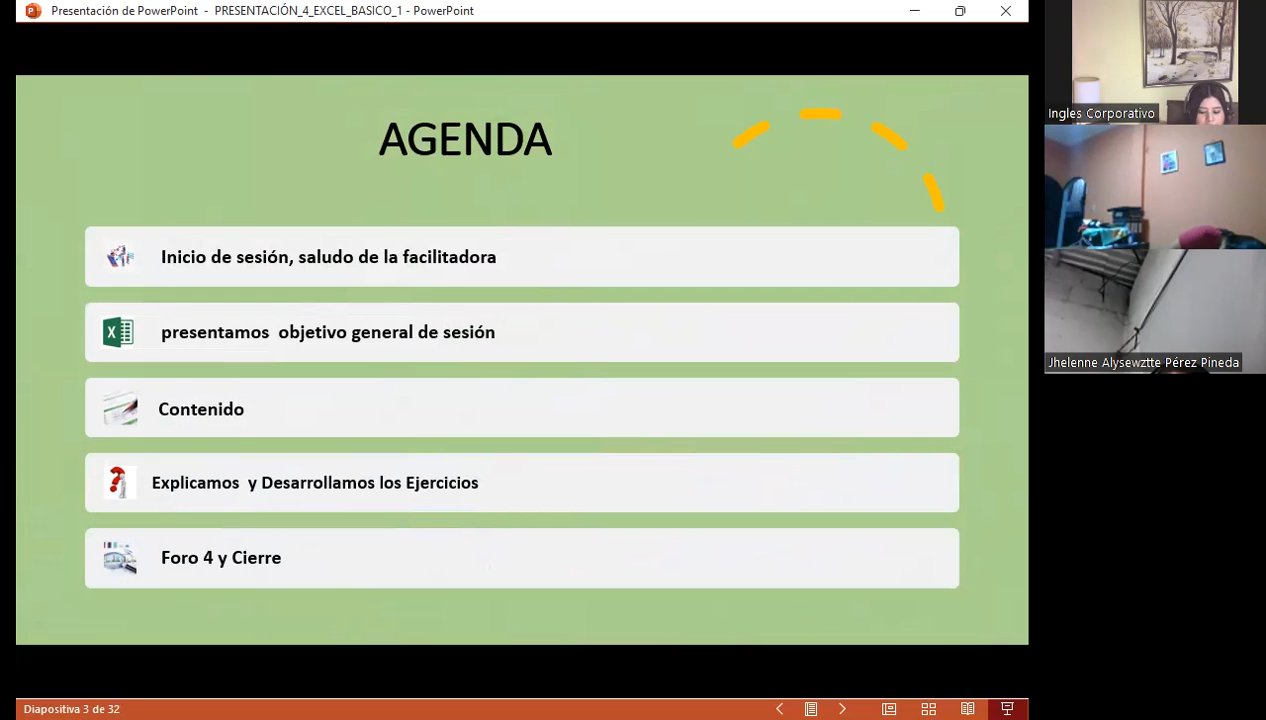 Presentación de PowerPoint - PRESENTACIÓN_4_EXCEL_BASICO_1 - PowerPoint
AGENDA
Inicio de sesión, saludo de la facilitadora
presentamos objetivo general de sesión
Contenido
Explicamos y Desarrollamos los Ejercicios
Foro 4 y Cierre
Ingles Corporativo
Jhelenne Alysewztte Pérez Pineda
Diapositiva 3 de 32